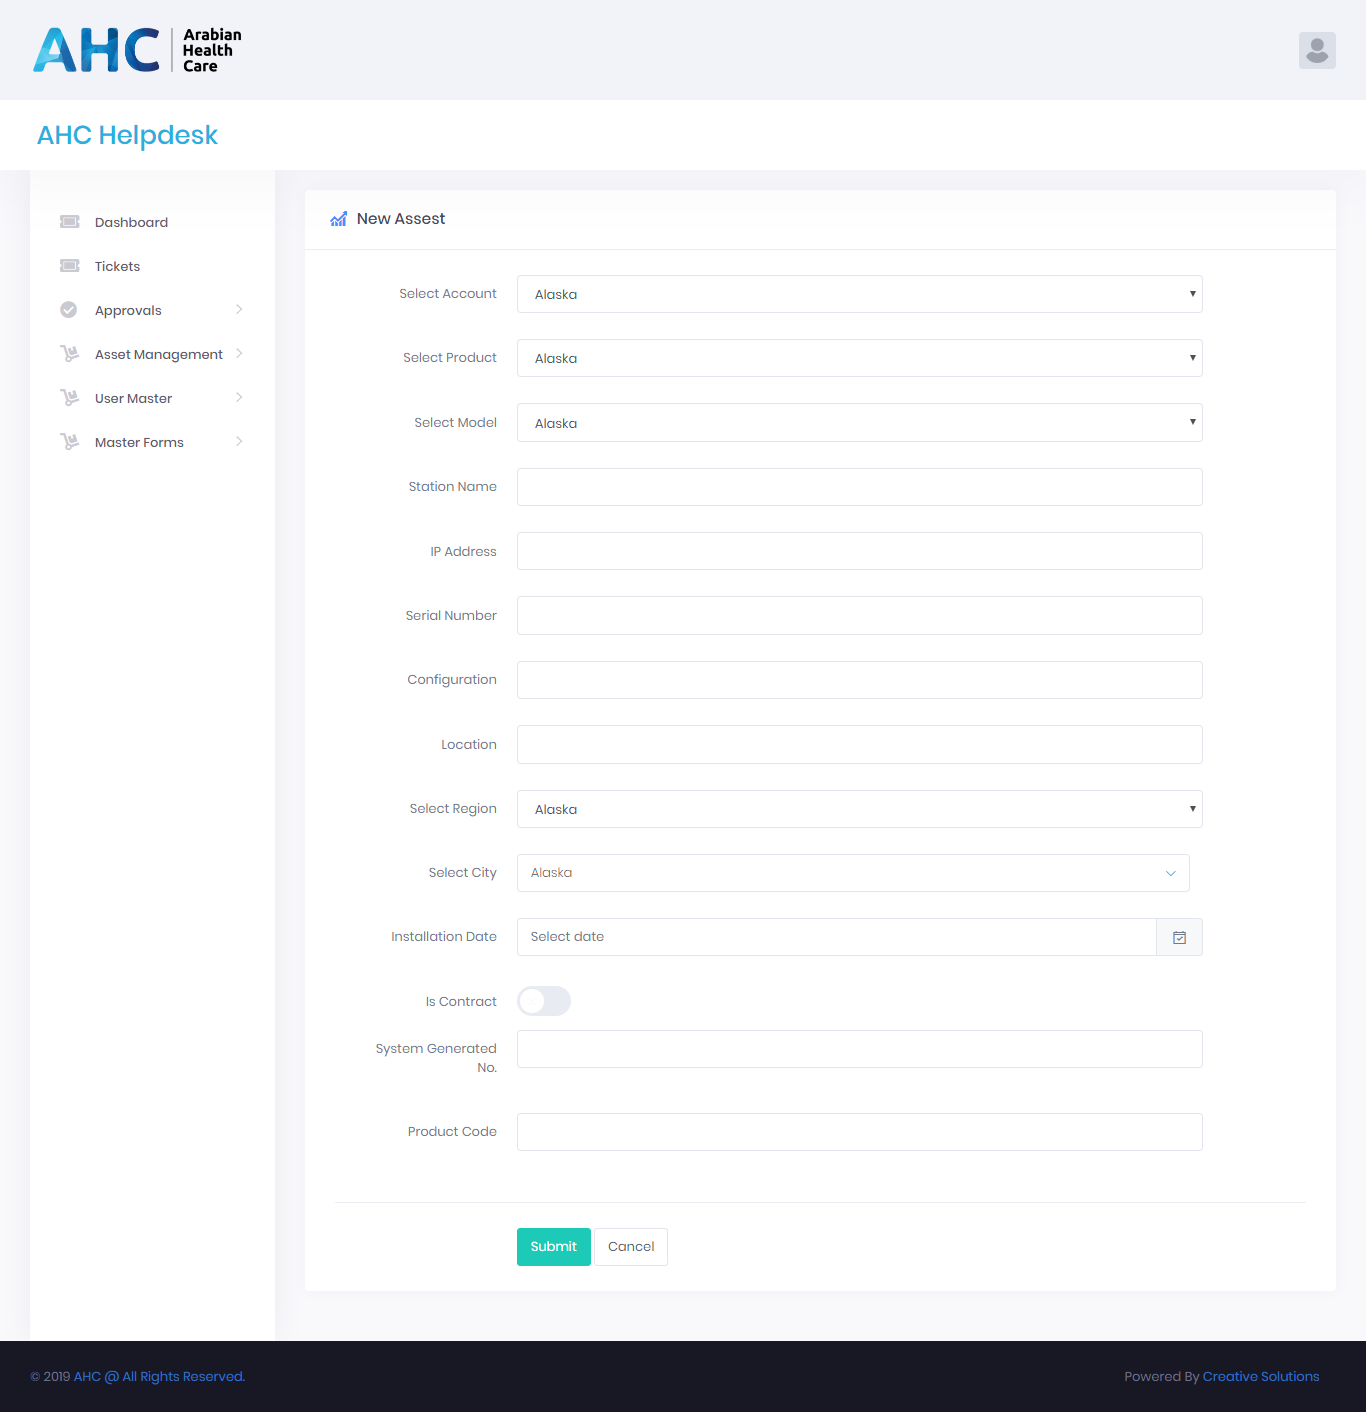 AHC
Arabian
Health
Care
AHC Helpdesk
Dashboard
Tickets
Approvals
Asset Management
User Master
Master Forms
New Assest
Select Account
Alaska
Select Product
Alaska
Select Model
Alaska
Station Name
IP Address
Serial Number
Configuration
Location
Select Region
Alaska
Select City
Alaska
Installation Date
Select date
Is Contract
System Generated
No.
Product Code
Submit Cancel
© 2019 AHC @ All Rights Reserved.
Powered By Creative Solutions